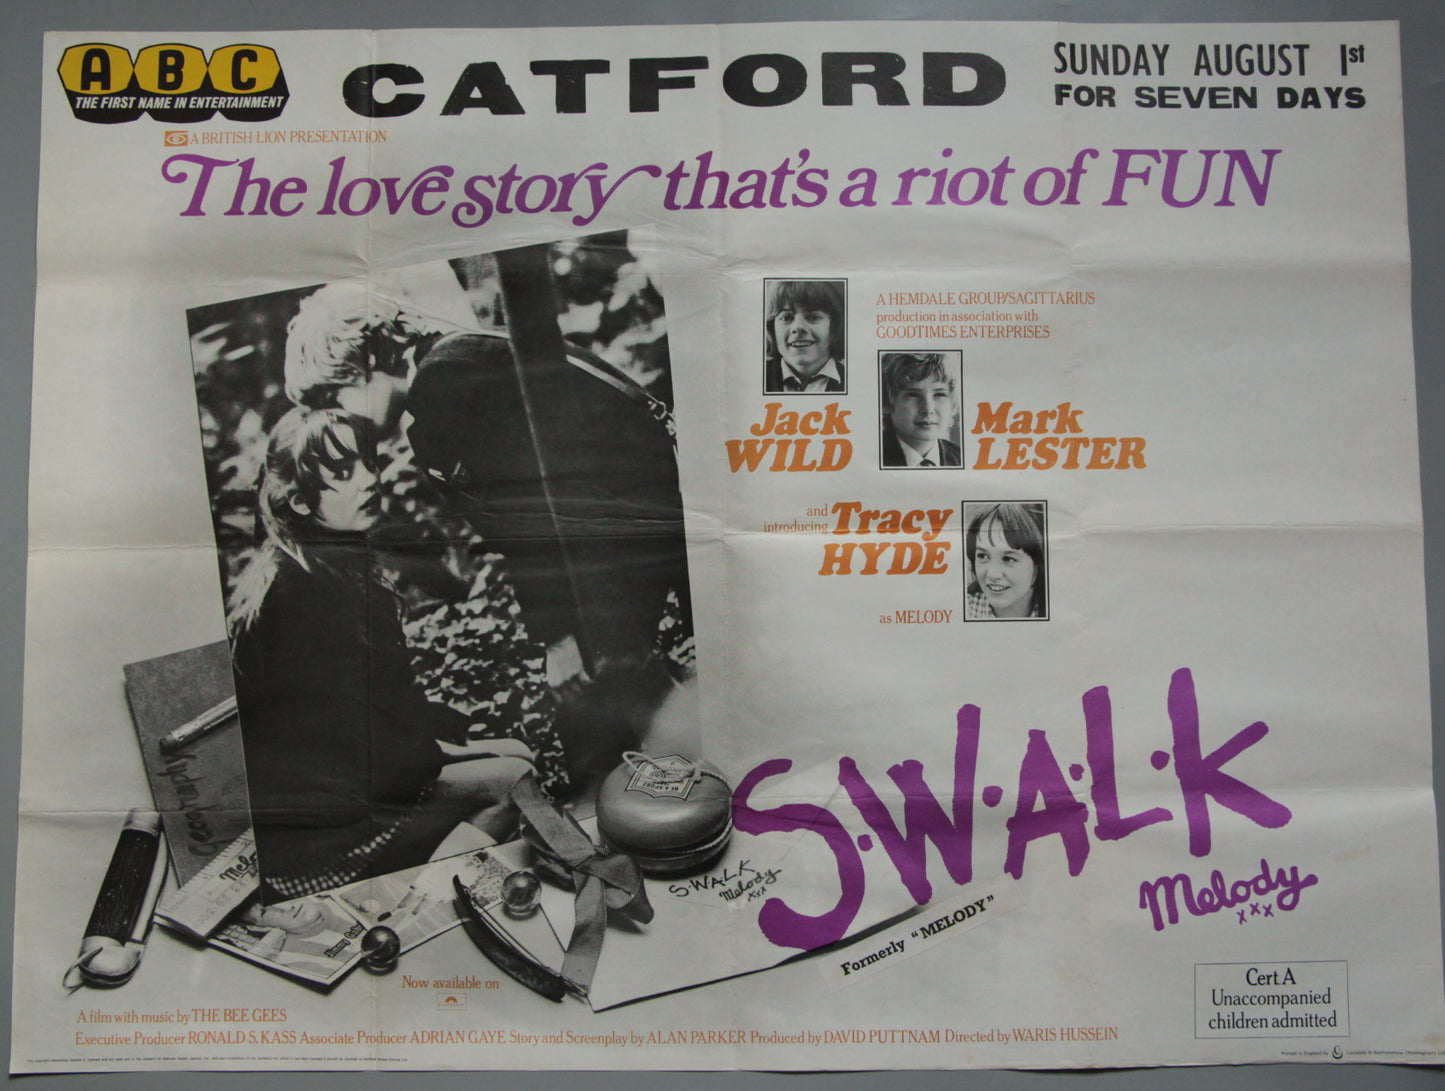 ABC
THE FIRST NAME IN ENTERTAINMENT
CATFORD
SUNDAY AUGUST 1st
FOR SEVEN DAYS
A BRITISH LION PRESENTATION
The love story that's a riot of FUN
A HEMDALE GROUP/SAGITTARIUS
production in association with
GOODTIMES ENTERPRISES
Jack
WILD
Mark
LESTER
and
introducing
Tracy
HYDE
as MELODY
Geography
S.W.A.L.K
Melody
xxx
S.W.A.L.K
Melody
xxx
Formerly "MELODY"
Now available on
A film with music by THE BEE GEES
Executive Producer RONALD S. KASS Associate Producer ADRIAN GAYE Story and Screenplay by ALAN PARKER Produced by DAVID PUTTNAM Directed by WARIS HUSSEIN
Cert A
Unaccompanied
children admitted
Printed in England by